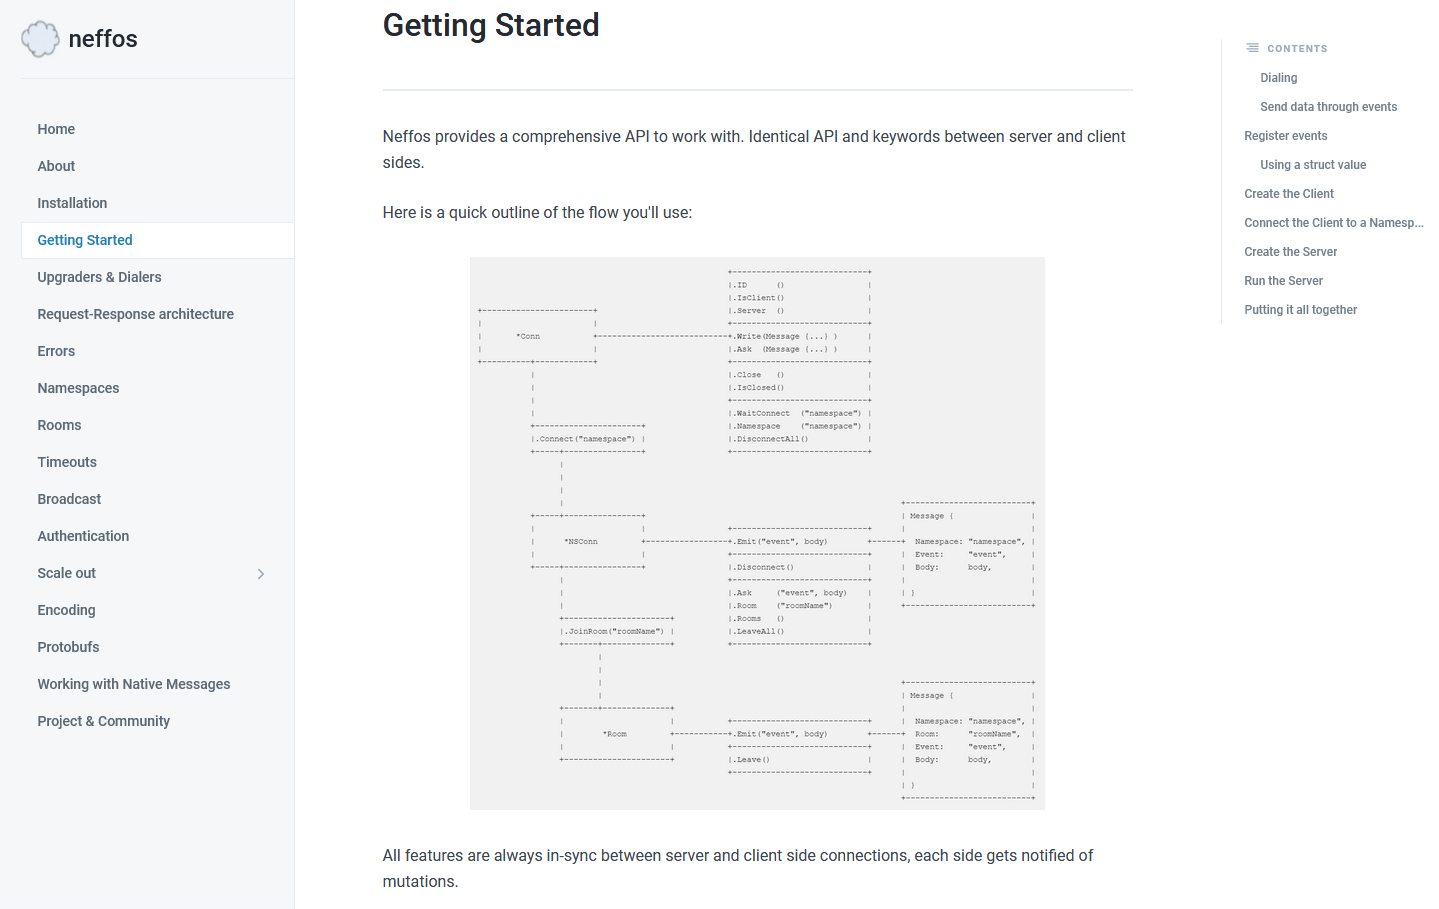 neffos
Home
About
Installation
Getting Started
Upgraders & Dialers
Request-Response architecture
Errors
Namespaces
Rooms
Timeouts
Broadcast
Authentication
Scale out
Encoding
Protobufs
Working with Native Messages
Project & Community
Getting Started
Neffos provides a comprehensive API to work with. Identical API and keywords between server and client
sides.
Here is a quick outline of the flow you'll use:
.ID ()
.IsClient()
.Server ()
*Conn
.Write(Message {...} )
.Ask (Message {...} )
.Close ()
.IsClosed()
.WaitConnect ("namespace")
.Namespace ("namespace")
.Connect("namespace")
.DisconnectAll()
Message {
*NSConn
.Emit("event", body)
Namespace: "namespace",
.Disconnect()
Event: "event",
Body: body,
.Ask ("event", body)
}
.Room ("roomName")
.Rooms ()
.JoinRoom("roomName")
.LeaveAll()
Message {
Namespace: "namespace",
*Room
.Emit("event", body)
Room: "roomName",
Event: "event",
.Leave()
Body: body,
}
All features are always in-sync between server and client side connections, each side gets notified of
mutations.
CONTENTS
Dialing
Send data through events
Register events
Using a struct value
Create the Client
Connect the Client to a Namesp...
Create the Server
Run the Server
Putting it all together